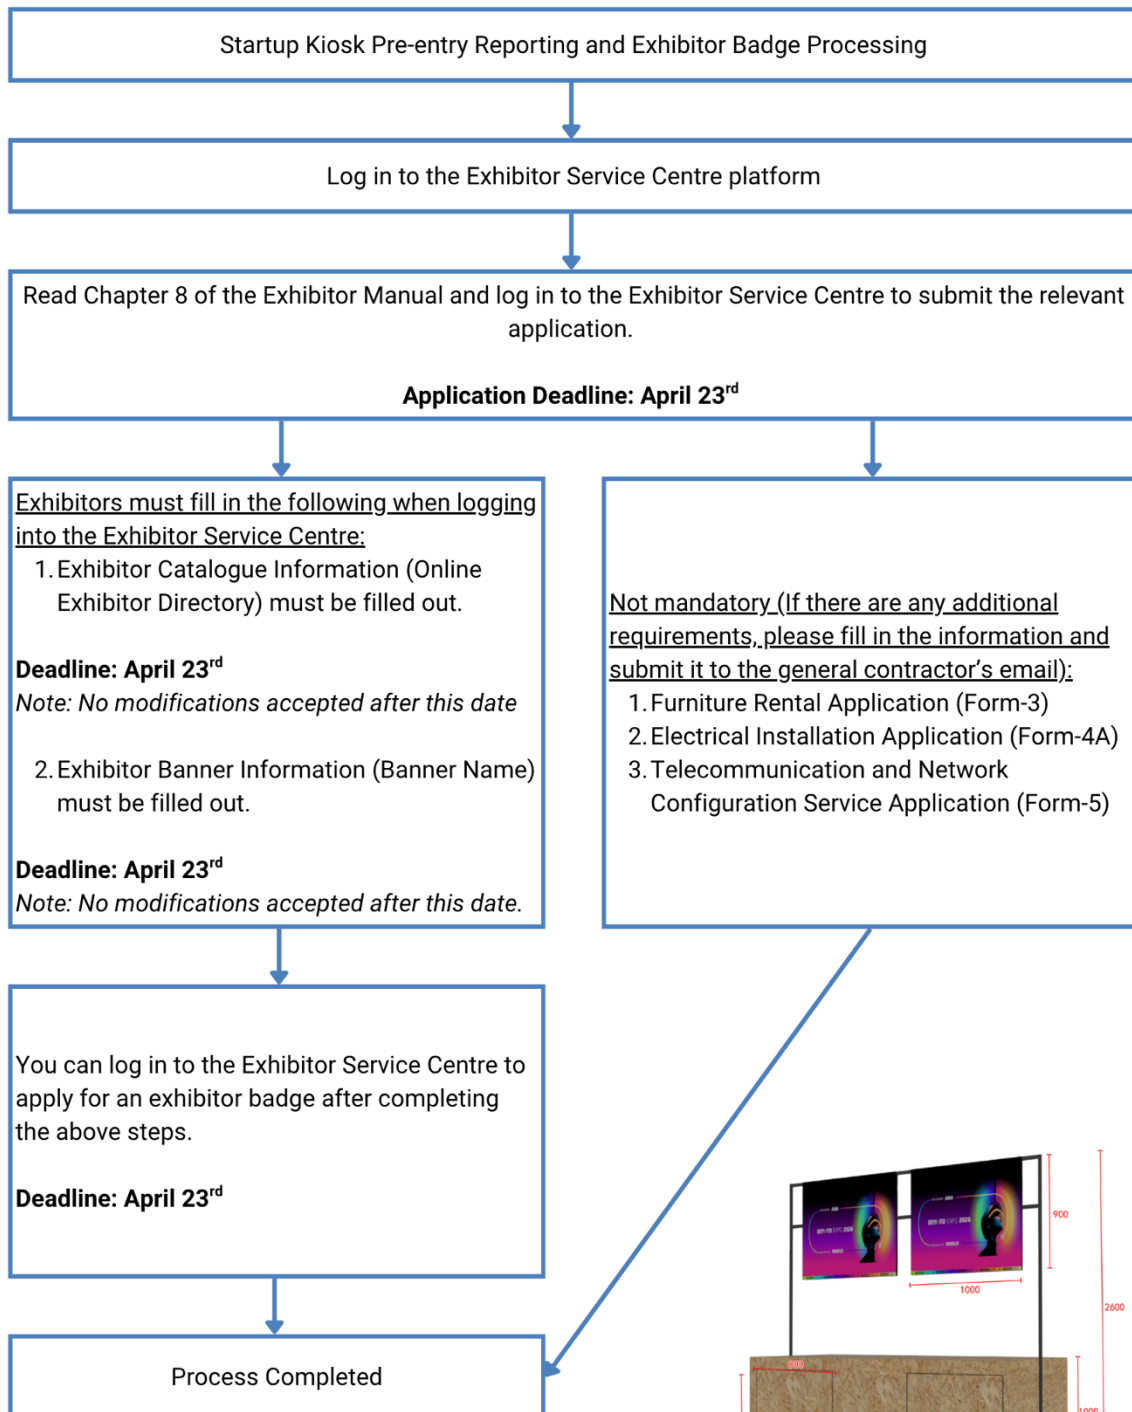 Startup Kiosk Pre-entry Reporting and Exhibitor Badge Processing
Log in to the Exhibitor Service Centre platform
Read Chapter 8 of the Exhibitor Manual and log in to the Exhibitor Service Centre to submit the relevant
application.
Application Deadline: April 23rd
Exhibitors must fill in the following when logging
into the Exhibitor Service Centre:
1. Exhibitor Catalogue Information (Online
Exhibitor Directory) must be filled out.
Deadline: April 23rd
Note: No modifications accepted after this date
2. Exhibitor Banner Information (Banner Name)
must be filled out.
Deadline: April 23rd
Note: No modifications accepted after this date.
Not mandatory (If there are any additional
requirements, please fill in the information and
submit it to the general contractor's email):
1. Furniture Rental Application (Form-3)
2. Electrical Installation Application (Form-4A)
3. Telecommunication and Network
Configuration Service Application (Form-5)
You can log in to the Exhibitor Service Centre to
apply for an exhibitor badge after completing
the above steps.
Deadline: April 23rd
Process Completed
EXPO 2026
EXPO 2026
900
1000
2600
800
1000